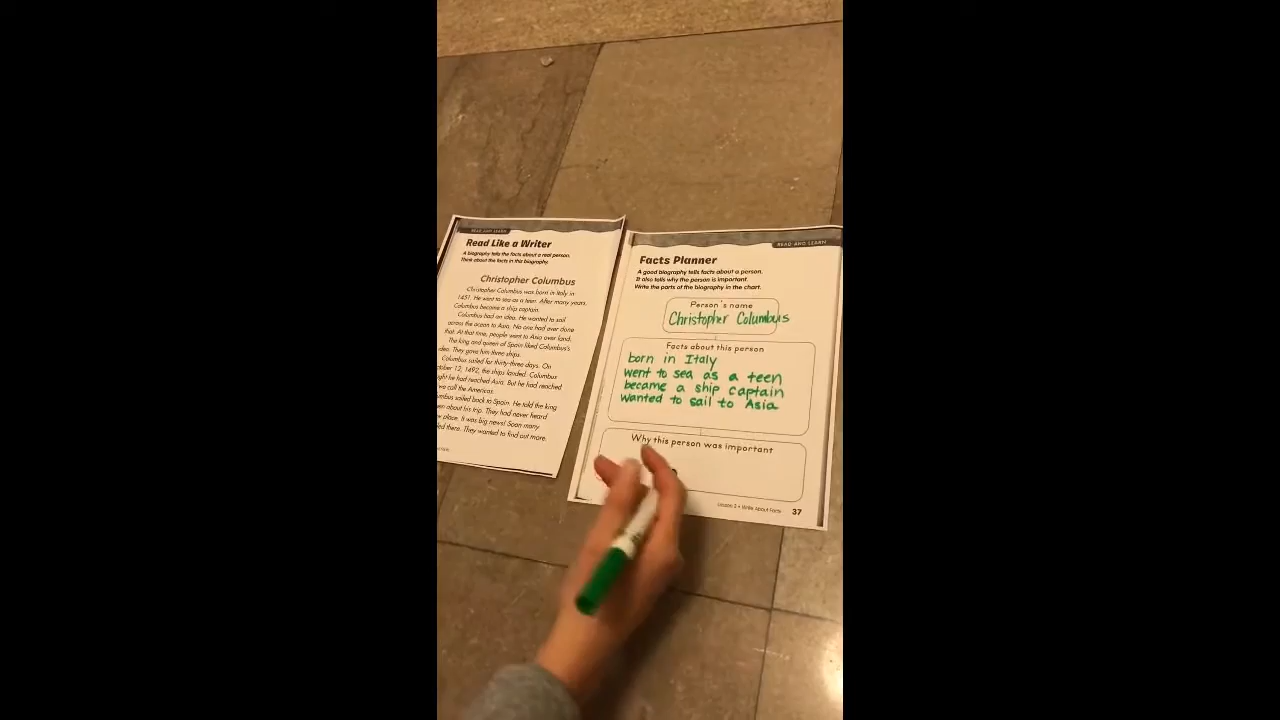 READ AND LEARN
Read Like a Writer
A biography tells the facts about a real person.
Think about the facts in this biography.
Christopher Columbus
Christopher Columbus was born in Italy in
1451. He went to sea as a teen. After many years,
Columbus became a ship captain.
Columbus had an idea. He wanted to sail
across the ocean to Asia. No one had ever done
that. At that time, people went to Asia over land.
The king and queen of Spain liked Columbus's
They gave him three ships.
Columbus sailed for thirty-three days. On
12, 1492, the ships landed. Columbus
he had reached Asia. But he had reached
we call the Americas.
sailed back to Spain. He told the king
about his trip. They had never heard
place. It was big news! Soon many
there. They wanted to find out more.
READ AND LEARN
Facts Planner
A good biography tells facts about a person.
It also tells why the person is important.
Write the parts of the biography in the chart.
Person's name
Christopher Columbus
Facts about this person
born in Italy
went to sea as a teen
became a ship captain
wanted to sail to Asia
Why this person was important
Lesson 3 • Write About Facts 37